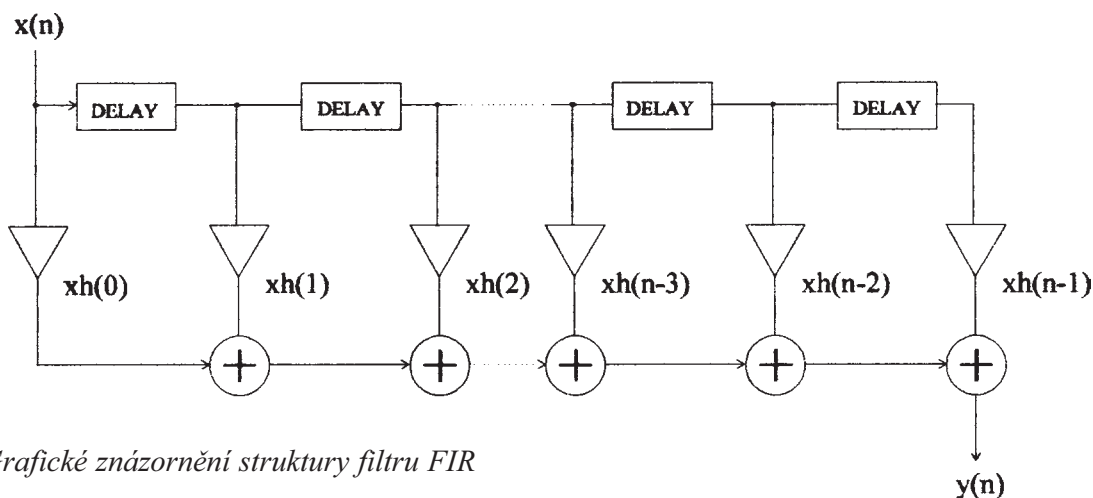 x(n)
DELAY DELAY DELAY DELAY
xh(0) xh(1) xh(2) xh(n-3) xh(n-2) xh(n-1)
+ + + + +
rafické znázornění struktury filtru FIR
y(n)